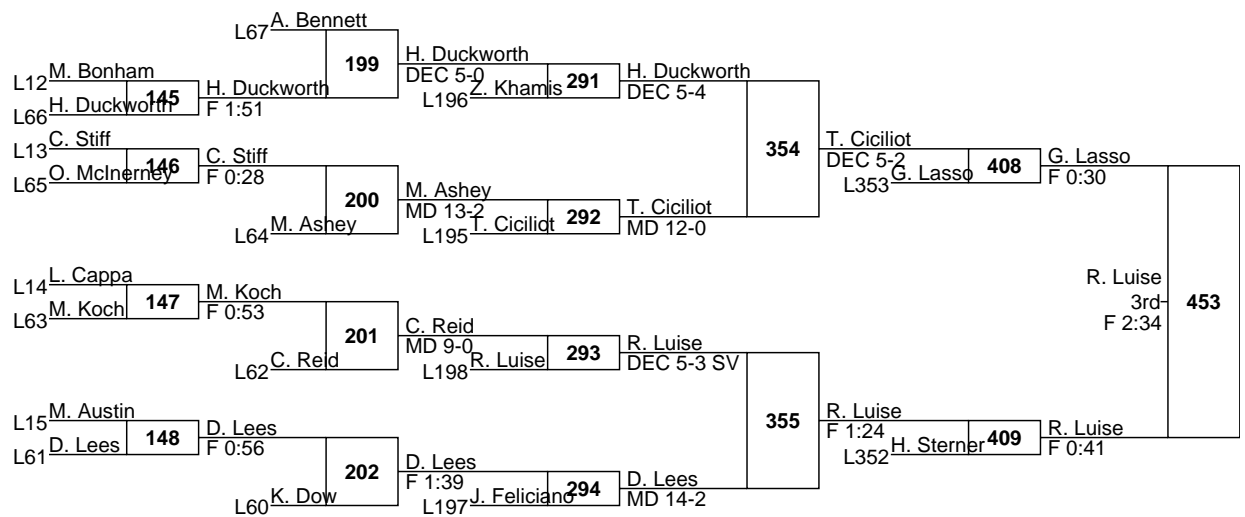 A. Bennett
L67
199
H. Duckworth
DEC 5-0
M. Bonham
L12
145
H. Duckworth
F 1:51
H. Duckworth
L66
Z. Khamis
L196
291
H. Duckworth
DEC 5-4
C. Stiff
L13
146
C. Stiff
F 0:28
O. McInerney
L65
354
T. Ciciliot
DEC 5-2
G. Lasso
L353
408
G. Lasso
F 0:30
200
M. Ashey
MD 13-2
M. Ashey
L64
T. Ciciliot
L195
292
T. Ciciliot
MD 12-0
L. Cappa
L14
147
M. Koch
F 0:53
M. Koch
L63
R. Luise
3rd
F 2:34
453
201
C. Reid
MD 9-0
C. Reid
L62
R. Luise
L198
293
R. Luise
DEC 5-3 SV
M. Austin
L15
148
D. Lees
F 0:56
D. Lees
L61
355
R. Luise
F 1:24
H. Sterner
L352
409
R. Luise
F 0:41
202
D. Lees
F 1:39
K. Dow
L60
J. Feliciano
L197
294
D. Lees
MD 14-2